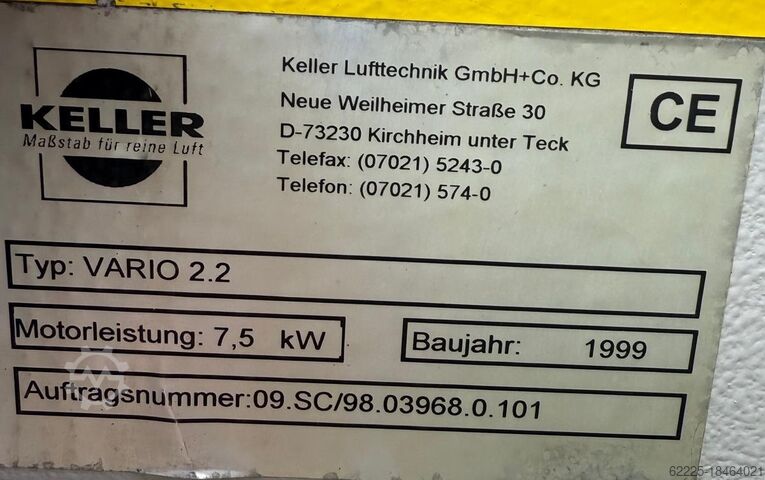 KELLER
Maßstab für reine Luft
Keller Lufttechnik GmbH+Co. KG
Neue Weilheimer Straße 30
D-73230 Kirchheim unter Teck
Telefax: (07021) 5243-0
Telefon: (07021) 574-0
CE
Typ: VARIO 2.2
Motorleistung: 7,5 kW
Baujahr: 1999
Auftragsnummer:09.SC/98.03968.0.101
62225-18464021